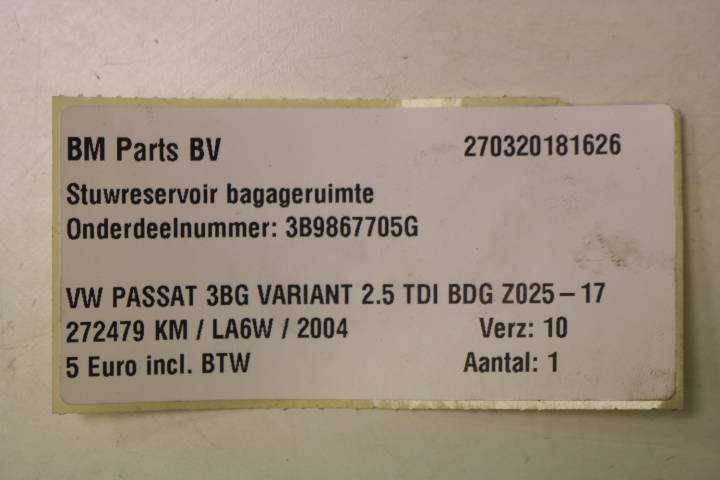 BM Parts BV 270320181626
Stuwreservoir bagageruimte
Onderdeelnummer: 3B9867705G
VW PASSAT 3BG VARIANT 2.5 TDI BDG Z025-17
272479 KM / LA6W / 2004 Verz: 10
5 Euro incl. BTW Aantal: 1